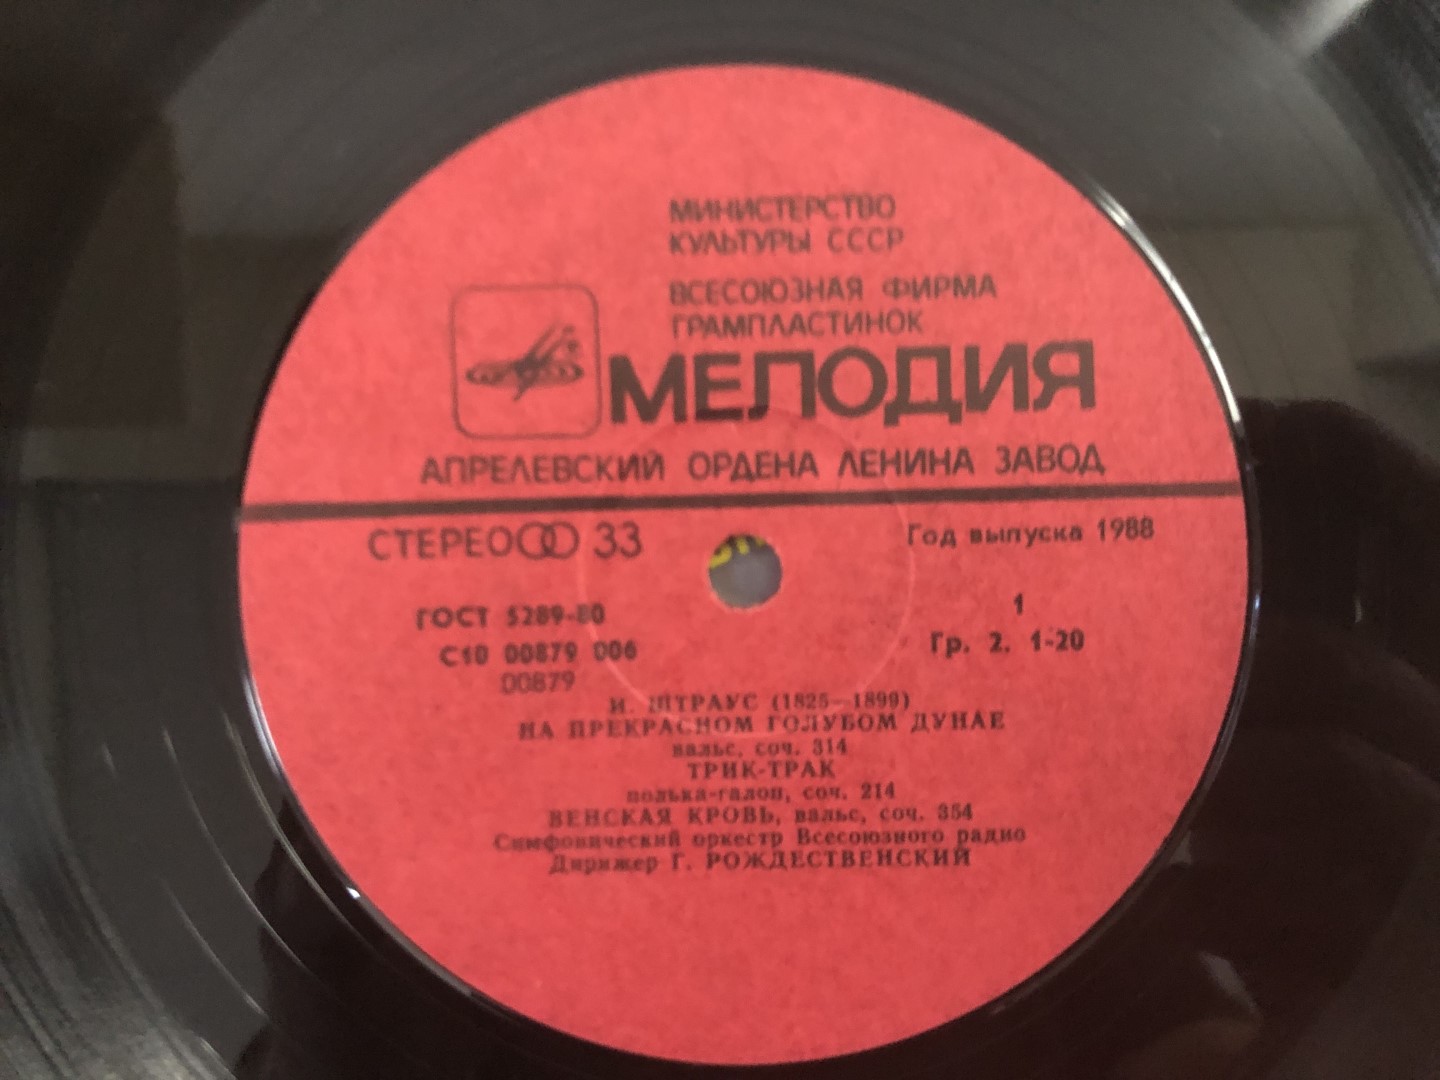 МИНИСТЕРСТВО
КУЛЬТУРЫ СССР
ВСЕСОЮЗНАЯ ФИРМА
ГРАМПЛАСТИНОК
МЕЛОДИЯ
АПРЕЛЕВСКИЙ ОРДЕНА ЛЕНИНА ЗАВОД
СТЕРЕО 33
Год выпуска 1988
ГОСТ 5289-80
1
С10 00879 006
Гр. 2. 1-20
00879
И. ШТРАУС (1825—1899)
НА ПРЕКРАСНОМ ГОЛУБОМ ДУНАЕ
вальс, соч. 314
ТРИК-ТРАК
полька-галоп, соч. 214
ВЕНСКАЯ КРОВЬ, вальс, соч. 354
Симфонический оркестр Всесоюзного радио
Дирижер Г. РОЖДЕСТВЕНСКИЙ